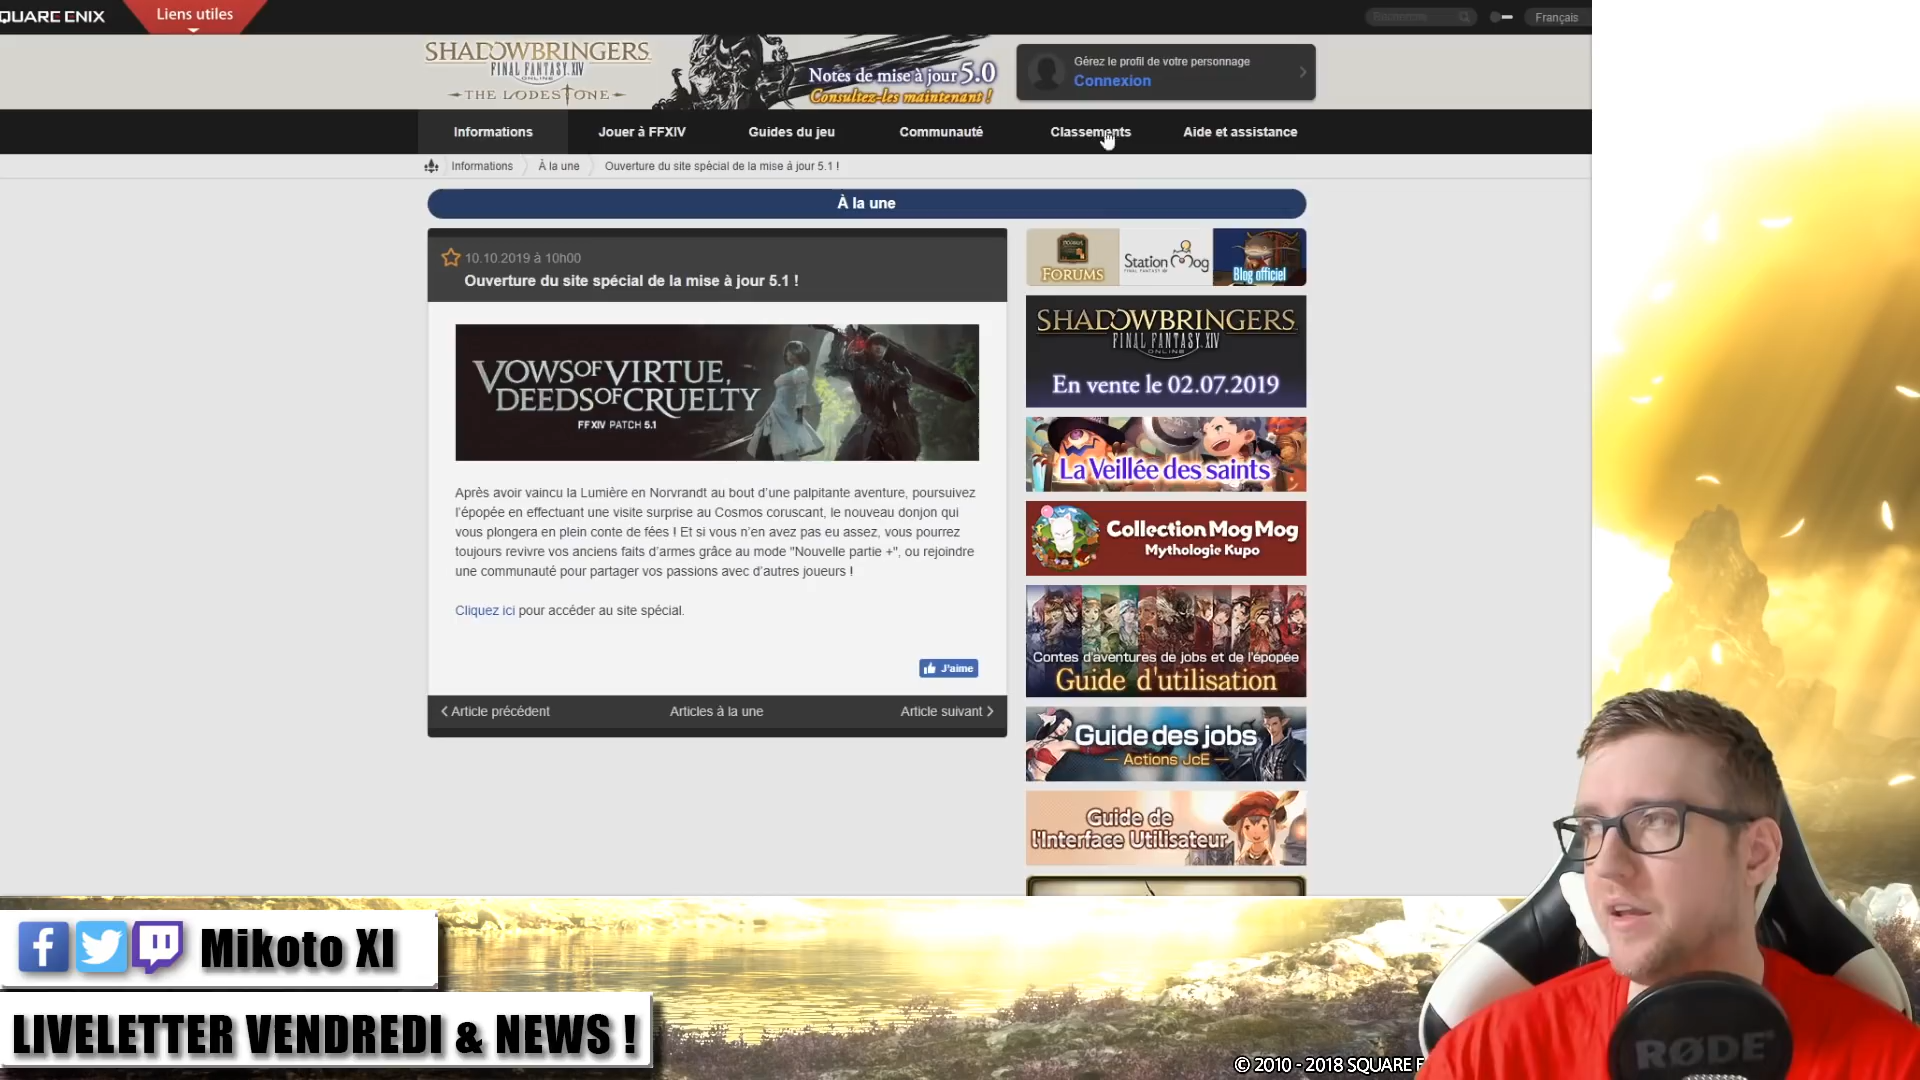 SQUARE ENIX
Liens utiles
Français
SHADOWBRINGERS
FINAL FANTASY XIV
ONLINE
THE LODESTONE
Notes de mise à jour 5.0
Consultez-les maintenant !
Gérez le profil de votre personnage
Connexion
Informations
Jouer à FFXIV
Guides du jeu
Communauté
Classements
Aide et assistance
Informations
À la une
Ouverture du site spécial de la mise à jour 5.1 !
À la une
10.10.2019 à 10h00
Ouverture du site spécial de la mise à jour 5.1 !
VOWS OF VIRTUE,
DEEDS OF CRUELTY
FFXIV PATCH 5.1
Après avoir vaincu la Lumière en Norvrandt au bout d'une palpitante aventure, poursuivez
l'épopée en effectuant une visite surprise au Cosmos coruscant, le nouveau donjon qui
vous plongera en plein conte de fées ! Et si vous n'en avez pas eu assez, vous pourrez
toujours revivre vos anciens faits d'armes grâce au mode "Nouvelle partie +", ou rejoindre
une communauté pour partager vos passions avec d'autres joueurs !
Cliquez ici pour accéder au site spécial.
J'aime
Article précédent
Articles à la une
Article suivant
FORUMS
Station Mog
FINAL FANTASY XIV
Blog officiel
SHADOWBRINGERS
FINAL FANTASY XIV
ONLINE
En vente le 02.07.2019
La Veillée des saints
Collection Mog Mog
Mythologie Kupo
Contes d'aventures de jobs et de l'épopée
Guide d'utilisation
Guide des jobs
Actions JcE
Guide de
l'Interface Utilisateur
Mikoto XI
LIVELETTER VENDREDI & NEWS !
© 2010 - 2018 SQUARE
RØDE